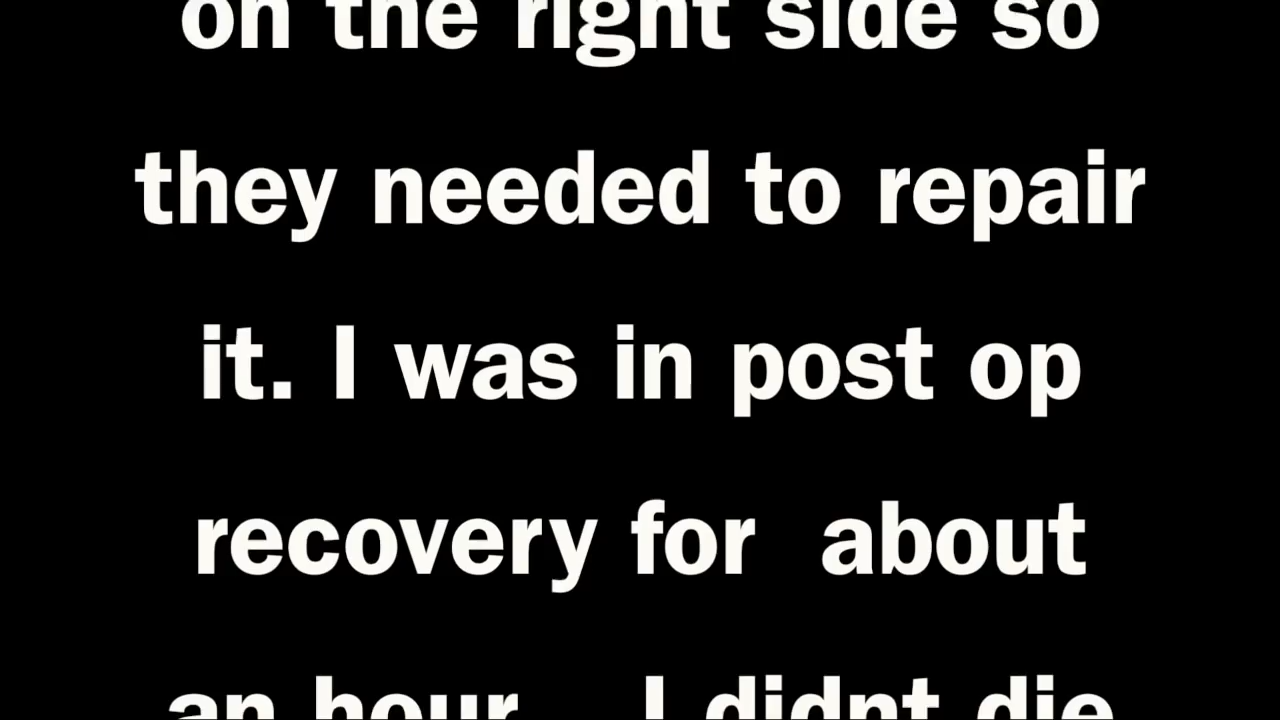 on the right side so
they needed to repair
it. I was in post op
recovery for  about
an hour    I didnt die